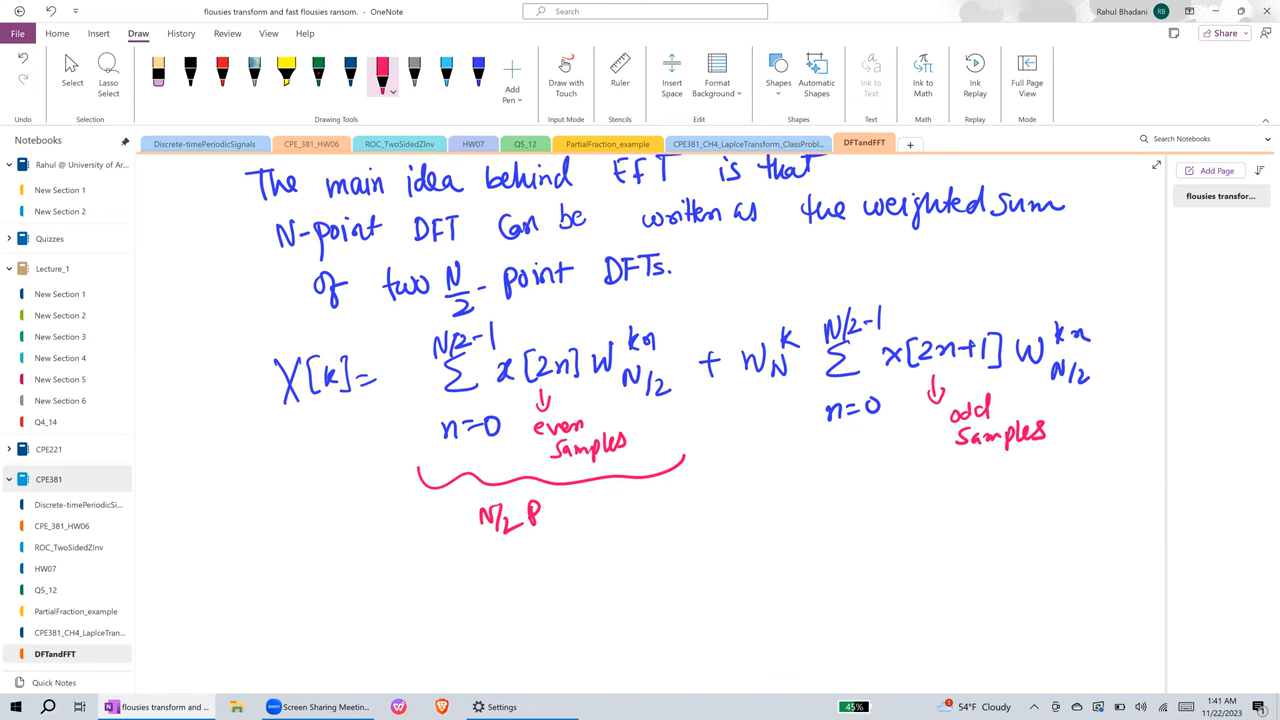 flousies transform and fast flousies ransom. - OneNote
Search
Rahul Bhadani
RB
File
Home
Insert
Draw
History
Review
View
Help
Share
Undo
Select
Lasso Select
Add Pen
Draw with Touch
Ruler
Insert Space
Format Background
Shapes
Automatic Shapes
Ink to Text
Ink to Math
Ink Replay
Full Page View
Undo
Selection
Drawing Tools
Input Mode
Stencils
Edit
Shapes
Text
Math
Replay
View
Notebooks
Discrete-timePeriodicSignals
CPE_381_HW06
ROC_TwoSidedZInv
HW07
Q5_12
PartialFraction_example
CPE381_CH4_LaplceTransform_ClassProbl...
DFTandFFT
Search Notebooks
Rahul @ University of Ar...
New Section 1
New Section 2
Quizzes
Lecture_1
New Section 1
New Section 2
New Section 3
New Section 4
New Section 5
New Section 6
Q4_14
CPE221
CPE381
Discrete-timePeriodicSi...
CPE_381_HW06
ROC_TwoSidedZInv
HW07
Q5_12
PartialFraction_example
CPE381_CH4_LaplceTran...
DFTandFFT
Quick Notes
Add Page
flousies transfor...
The main idea behind FFT is that
N-point DFT can be written as the weighted sum
of two N/2 - point DFTs.
X[k] = Σ_{n=0}^{N/2-1} x[2n] W_{N/2}^{kn} + W_N^k Σ_{n=0}^{N/2-1} x[2n+1] W_{N/2}^{kn}
even samples
odd samples
N/2 P
flousies transform and ...
Screen Sharing Meetin...
Settings
45%
54°F Cloudy
1:41 AM
11/22/2023